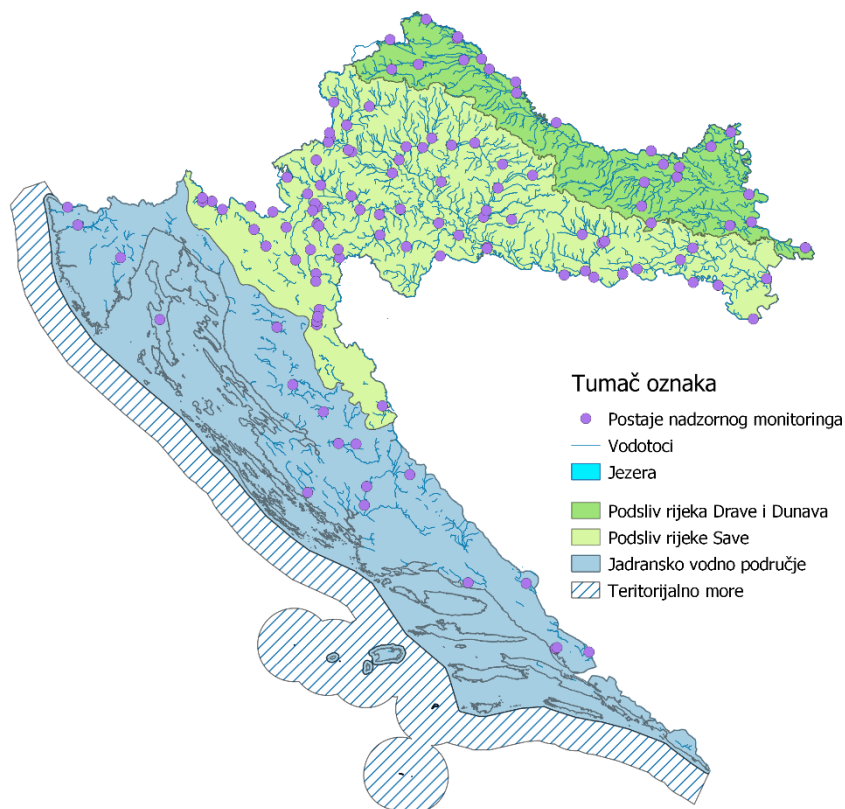 Tumač oznaka
Postaje nadzornog monitoringa
Vodotoci
Jezera
Podsliv rijeka Drave i Dunava
Podsliv rijeke Save
Jadransko vodno područje
Teritorijalno more